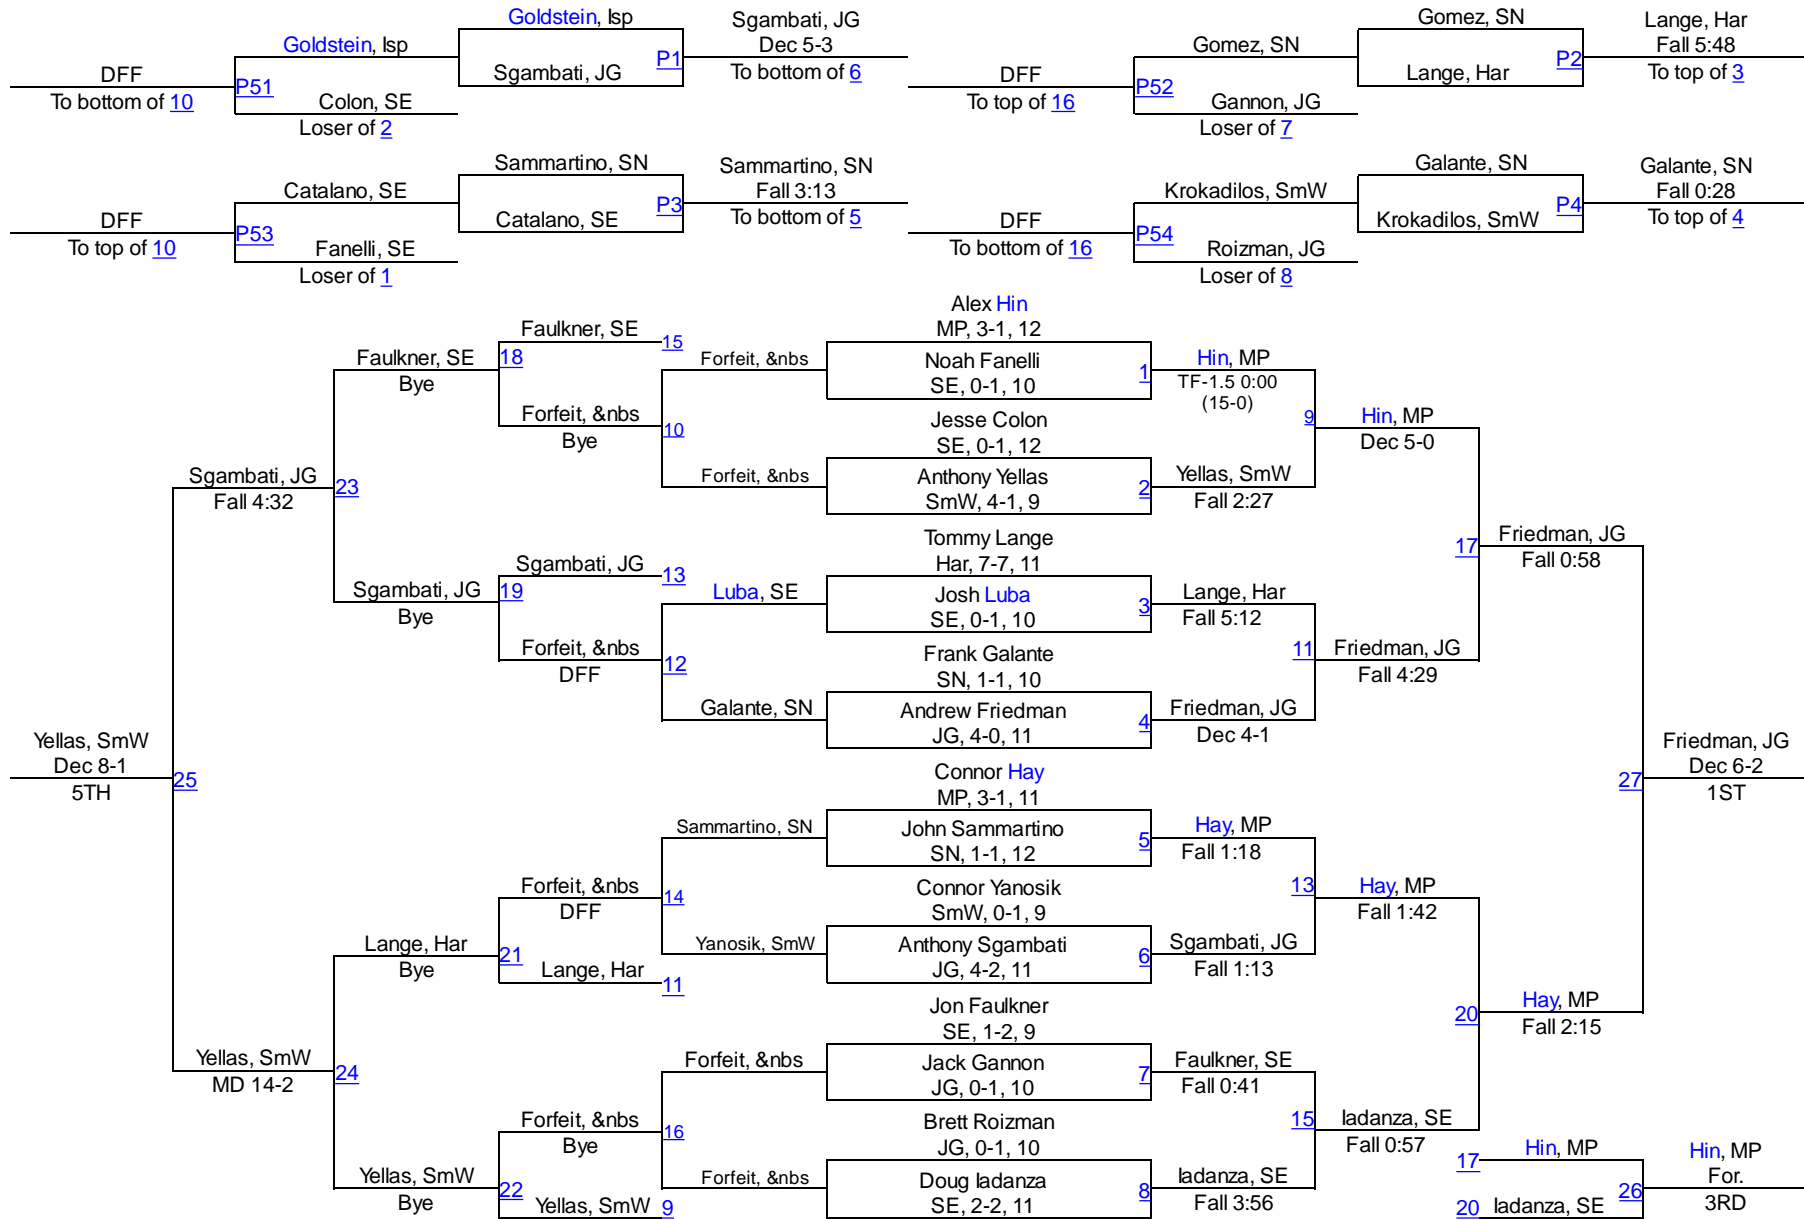 Goldstein, Isp
Goldstein, Isp
Sgambati, JG
P1
Sgambati, JG
Dec 5-3
To bottom of 6
DFF
To bottom of 10
P51
Colon, SE
Loser of 2
Gomez, SN
Gomez, SN
Lange, Har
P2
Lange, Har
Fall 5:48
To top of 3
DFF
To top of 16
P52
Gannon, JG
Loser of 7
Sammartino, SN
Catalano, SE
Catalano, SE
P3
Sammartino, SN
Fall 3:13
To bottom of 5
DFF
To top of 10
P53
Fanelli, SE
Loser of 1
Galante, SN
Krokadilos, SmW
Krokadilos, SmW
P4
Galante, SN
Fall 0:28
To top of 4
DFF
To bottom of 16
P54
Roizman, JG
Loser of 8
Alex Hin
MP, 3-1, 12
Noah Fanelli
SE, 0-1, 10
1
Jesse Colon
SE, 0-1, 12
Anthony Yellas
SmW, 4-1, 9
2
Tommy Lange
Har, 7-7, 11
Josh Luba
SE, 0-1, 10
3
Frank Galante
SN, 1-1, 10
Andrew Friedman
JG, 4-0, 11
4
Connor Hay
MP, 3-1, 11
John Sammartino
SN, 1-1, 12
5
Connor Yanosik
SmW, 0-1, 9
Anthony Sgambati
JG, 4-2, 11
6
Jon Faulkner
SE, 1-2, 9
Jack Gannon
JG, 0-1, 10
7
Brett Roizman
JG, 0-1, 10
Doug Iadanza
SE, 2-2, 11
8
Hin, MP
TF-1.5 0:00
(15-0)
9
Yellas, SmW
Fall 2:27
Lange, Har
Fall 5:12
11
Friedman, JG
Dec 4-1
Hay, MP
Fall 1:18
13
Sgambati, JG
Fall 1:13
Faulkner, SE
Fall 0:41
15
Iadanza, SE
Fall 3:56
Hin, MP
Dec 5-0
17
Friedman, JG
Fall 4:29
Hay, MP
Fall 1:42
20
Iadanza, SE
Fall 0:57
Friedman, JG
Fall 0:58
27
Hay, MP
Fall 2:15
Friedman, JG
Dec 6-2
1ST
17
Hin, MP
20
Iadanza, SE
26
Hin, MP
For.
3RD
Forfeit, &nbs
10
Forfeit, &nbs
Luba, SE
12
Galante, SN
Sammartino, SN
14
Yanosik, SmW
Forfeit, &nbs
16
Forfeit, &nbs
Faulkner, SE
15
18
Forfeit, &nbs
Bye
Sgambati, JG
13
19
Forfeit, &nbs
DFF
Forfeit, &nbs
DFF
21
Lange, Har
11
Forfeit, &nbs
Bye
22
Yellas, SmW
9
Faulkner, SE
Bye
23
Sgambati, JG
Bye
Lange, Har
Bye
24
Yellas, SmW
Bye
Sgambati, JG
Fall 4:32
25
Yellas, SmW
MD 14-2
Yellas, SmW
Dec 8-1
5TH